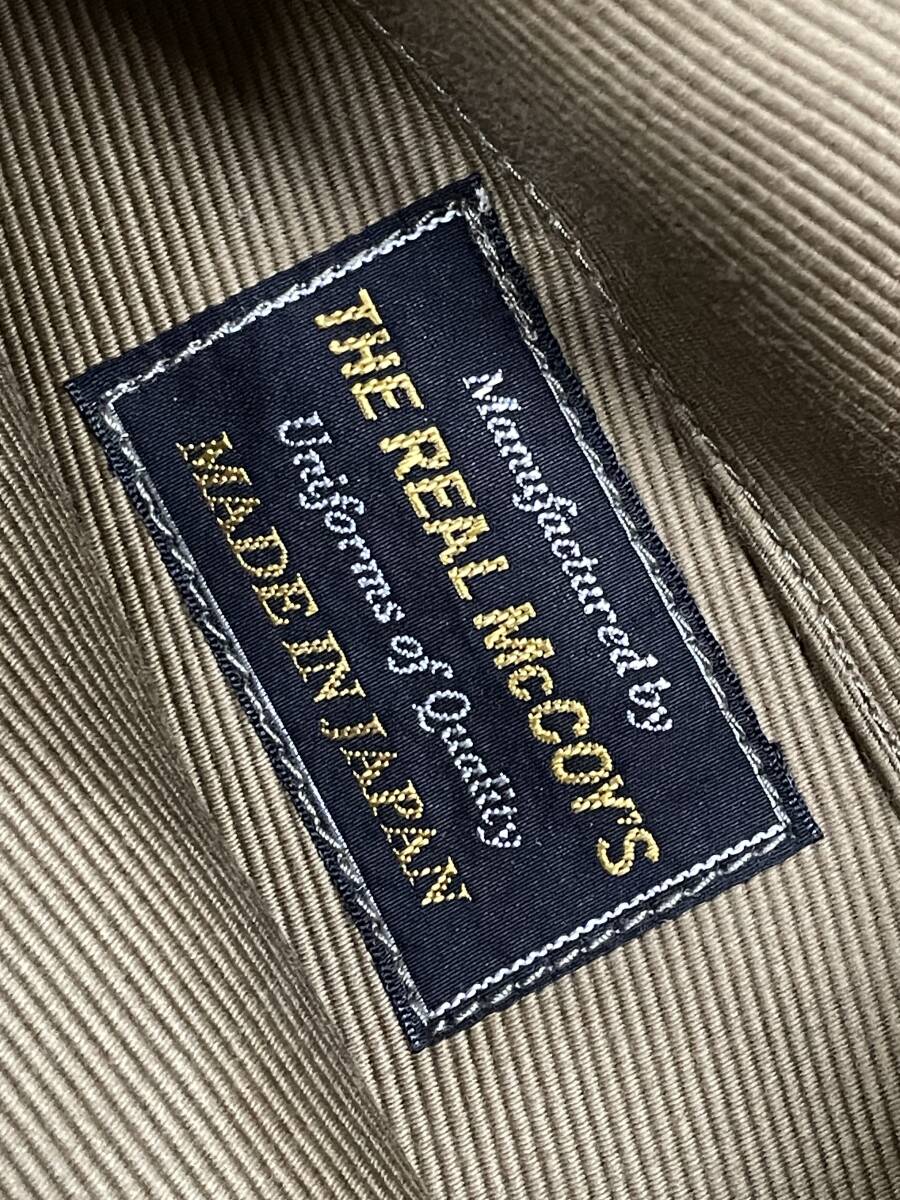 Manufactured by
THE REAL McCOY'S
Uniforms of Quality
MADE IN JAPAN